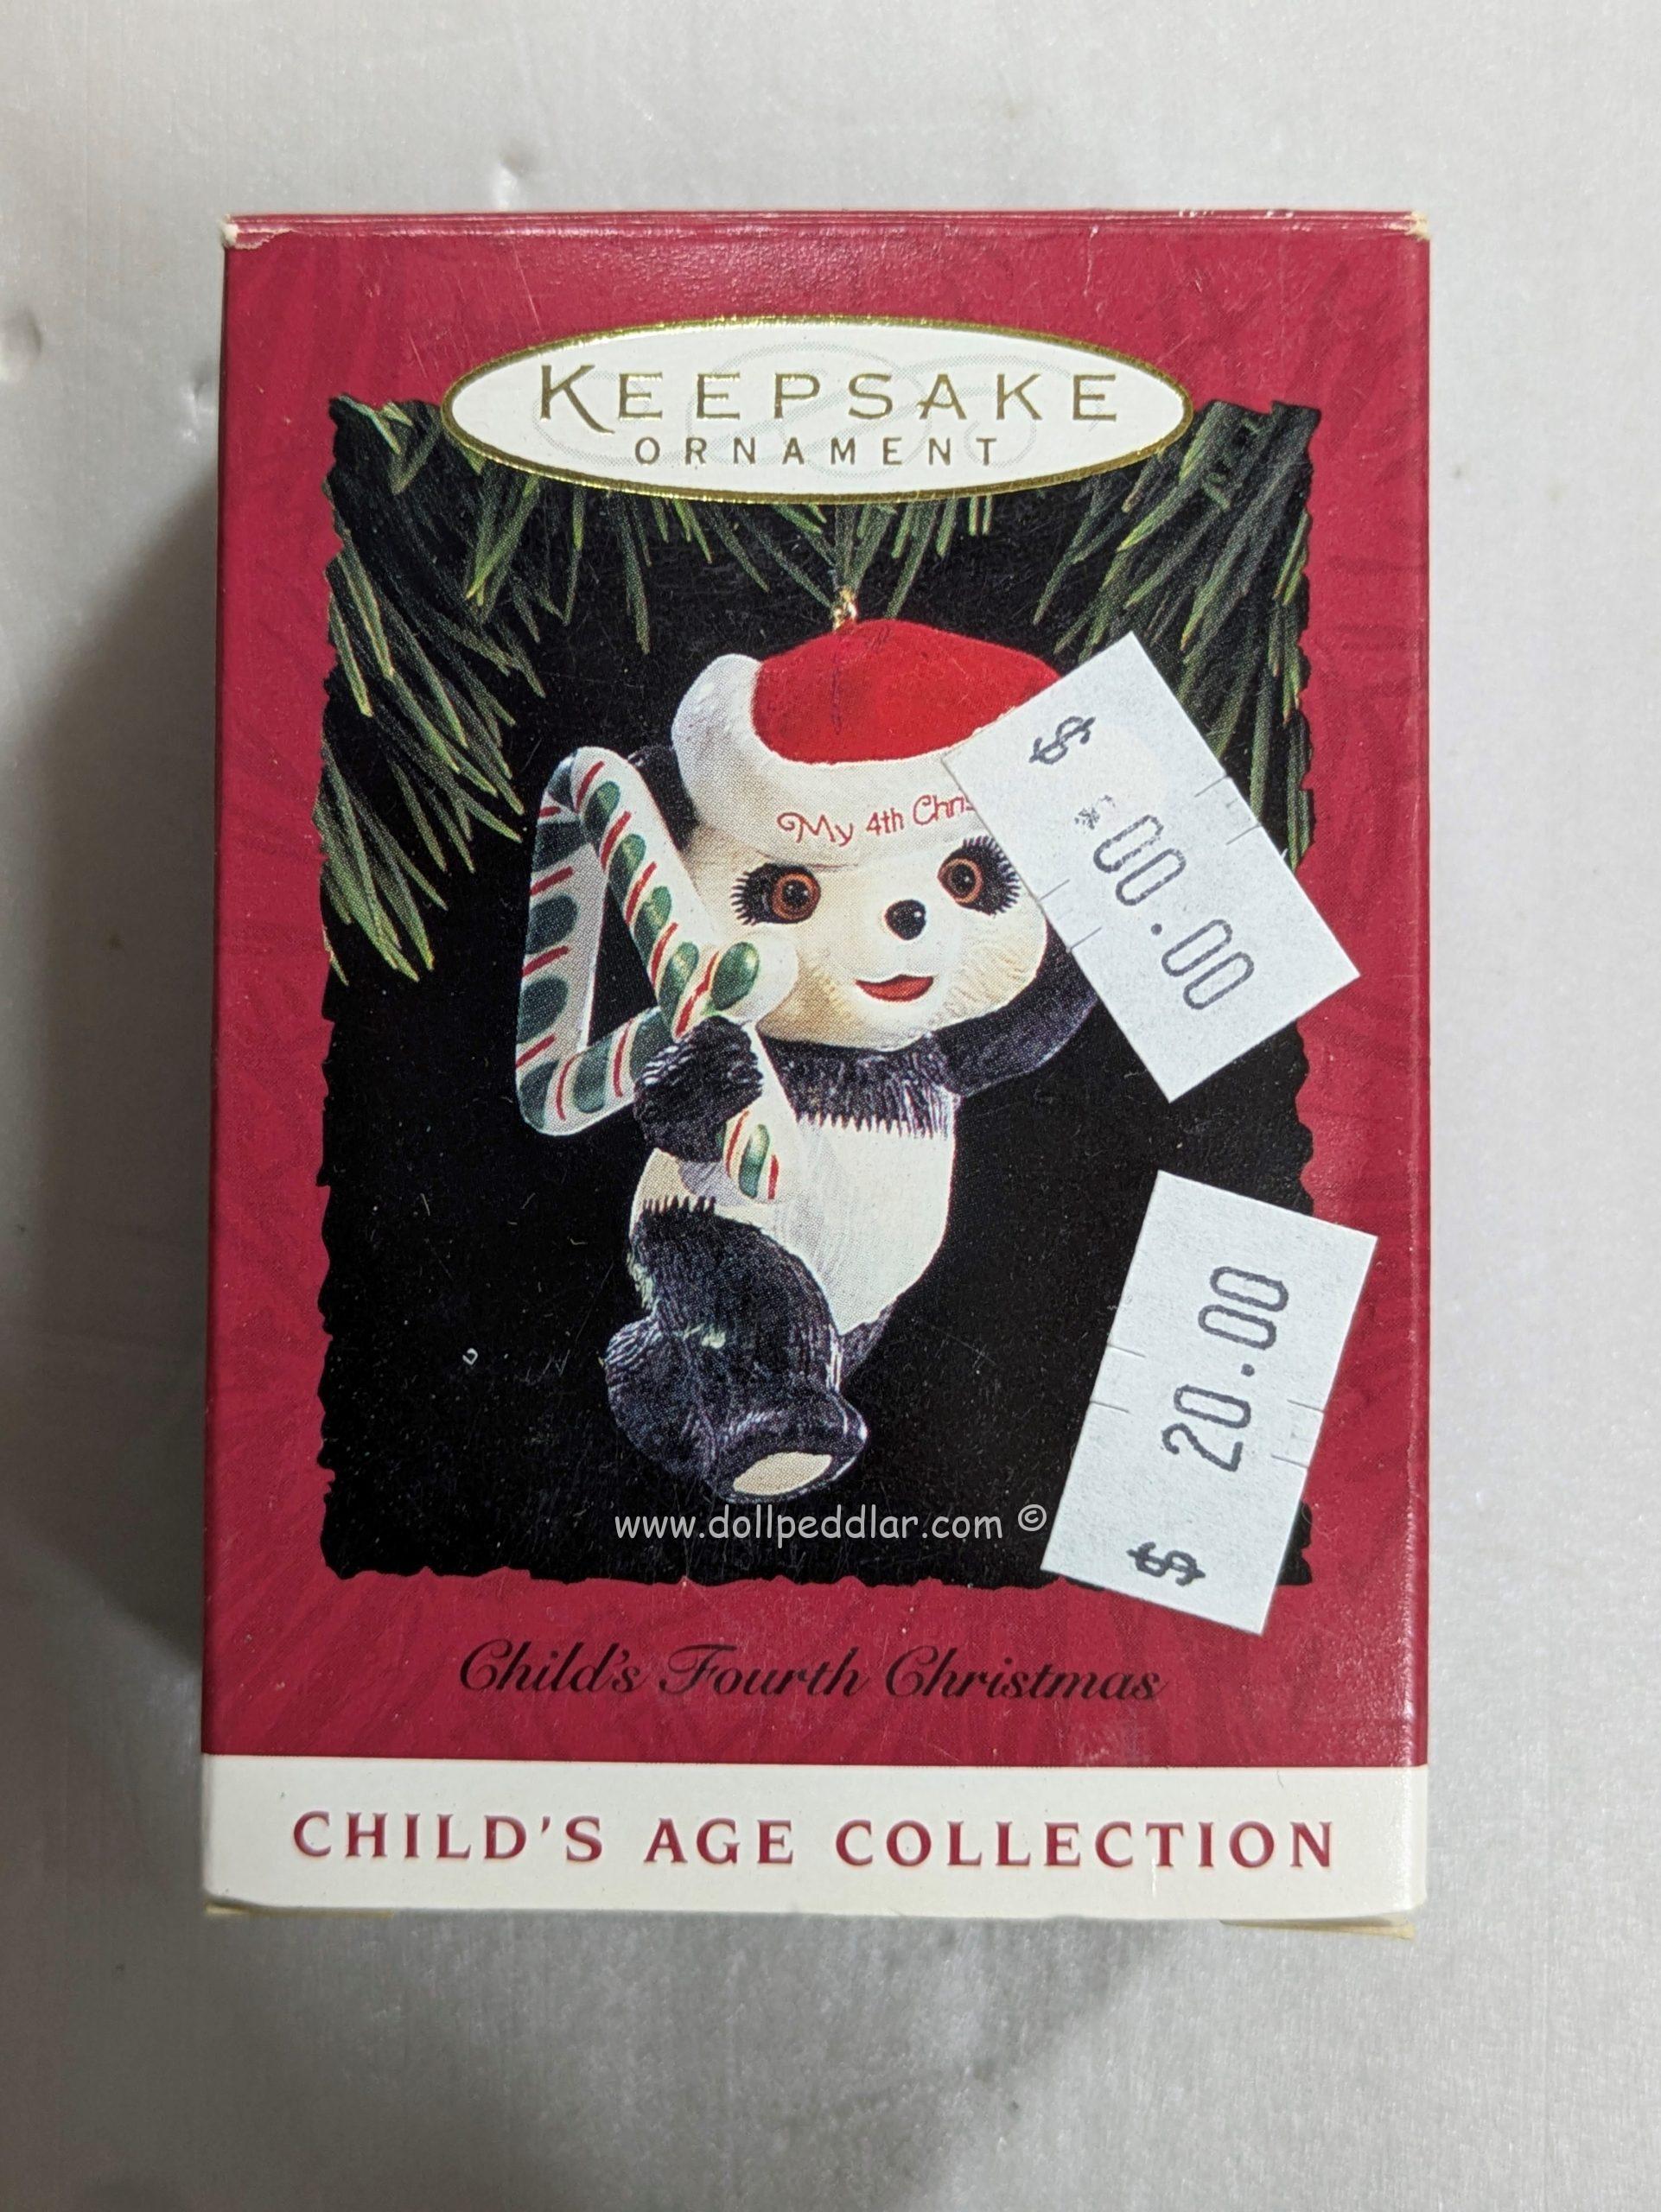 KEEPSAKE
ORNAMENT
My 4th Chris
$ *00.00
$ 20.00
www.dollpeddlar.com ©
Child's Fourth Christmas
CHILD'S AGE COLLECTION